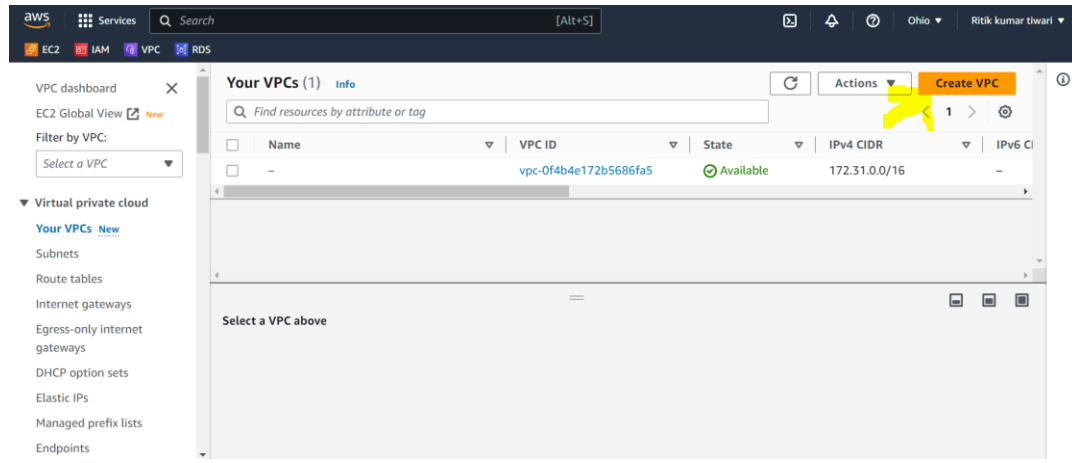 aws Services Search [Alt+S] Ohio ▼ Ritik kumar tiwari ▼
EC2 IAM VPC RDS
VPC dashboard
EC2 Global View New
Filter by VPC:
Select a VPC
Virtual private cloud
Your VPCs New
Subnets
Route tables
Internet gateways
Egress-only internet
gateways
DHCP option sets
Elastic IPs
Managed prefix lists
Endpoints
Your VPCs (1) Info
Actions ▼ Create VPC
Find resources by attribute or tag
1
Name VPC ID State IPv4 CIDR IPv6 CI
– vpc-0f4b4e172b5686fa5 Available 172.31.0.0/16 –
Select a VPC above